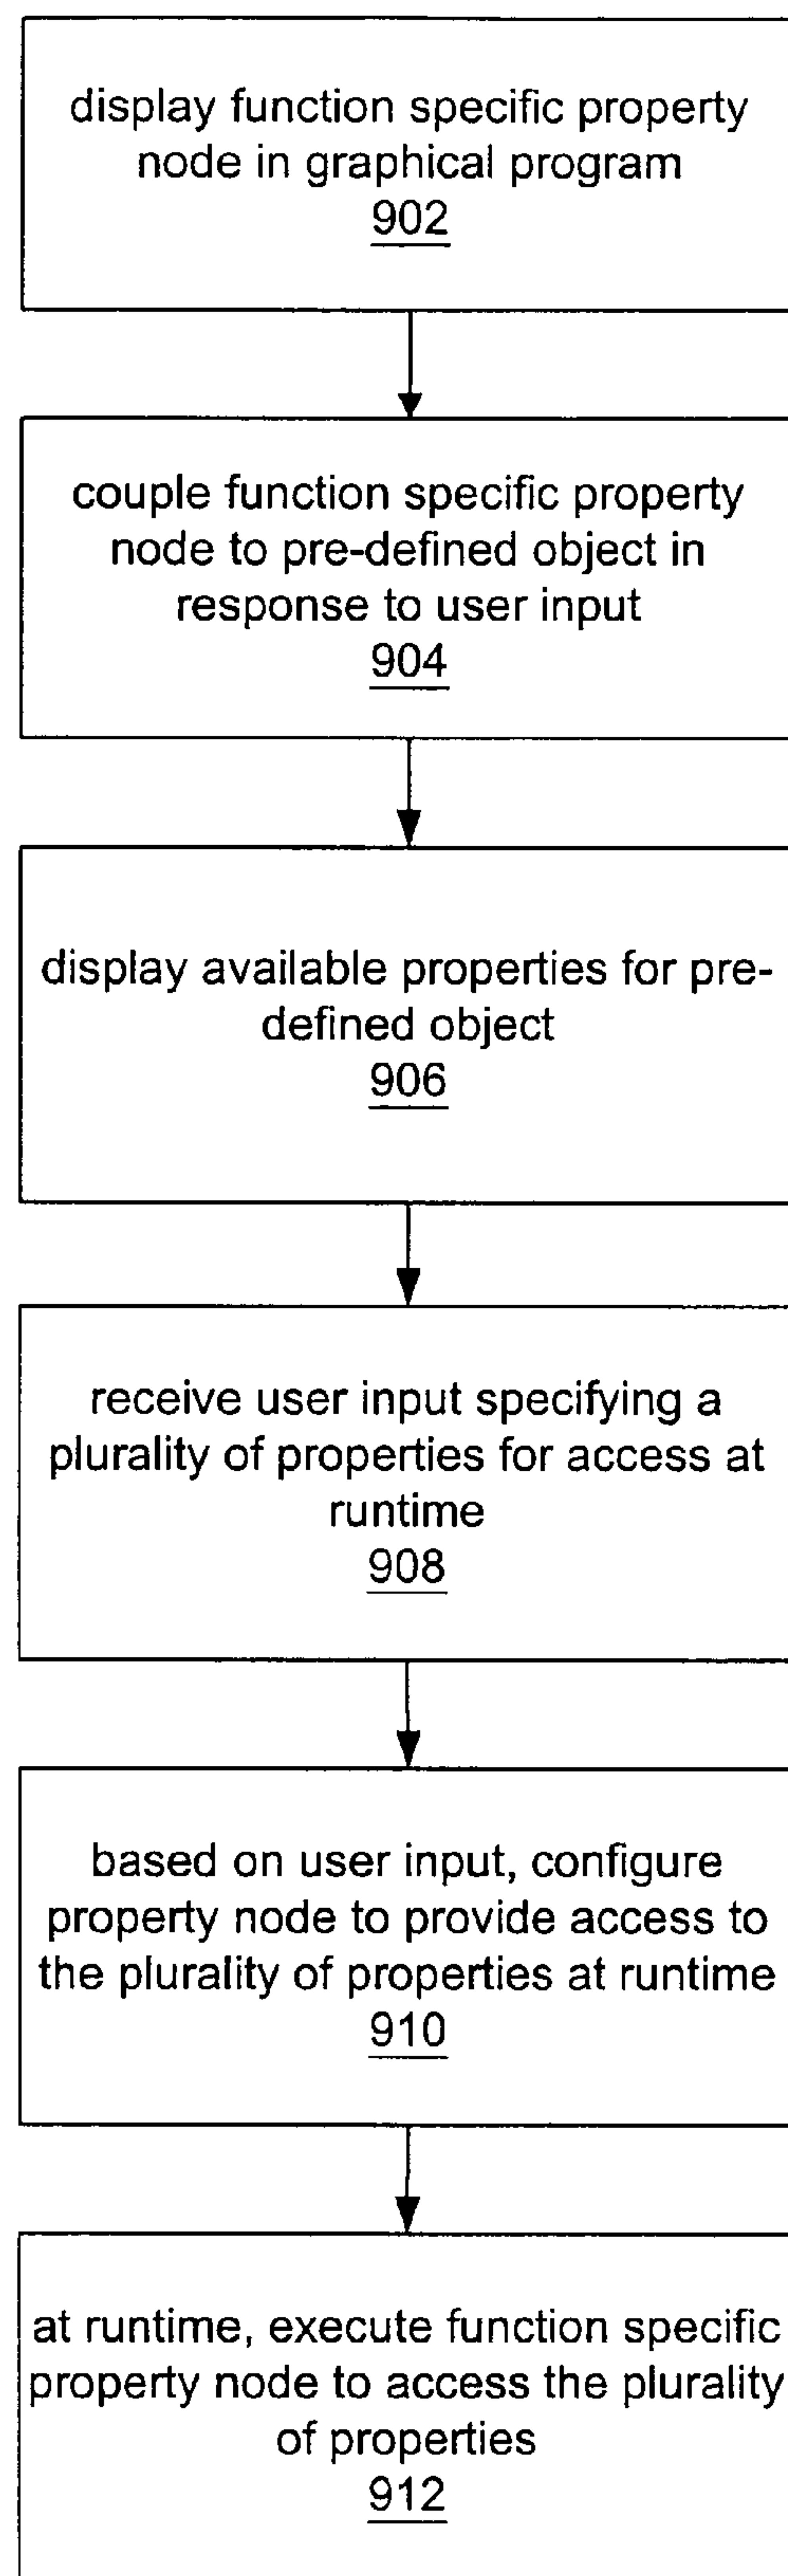 display function specific property
node in graphical program
902
couple function specific property
node to pre-defined object in
response to user input
904
display available properties for pre-
defined object
906
receive user input specifying a
plurality of properties for access at
runtime
908
based on user input, configure
property node to provide access to
the plurality of properties at runtime
910
at runtime, execute function specific
property node to access the plurality
of properties
912